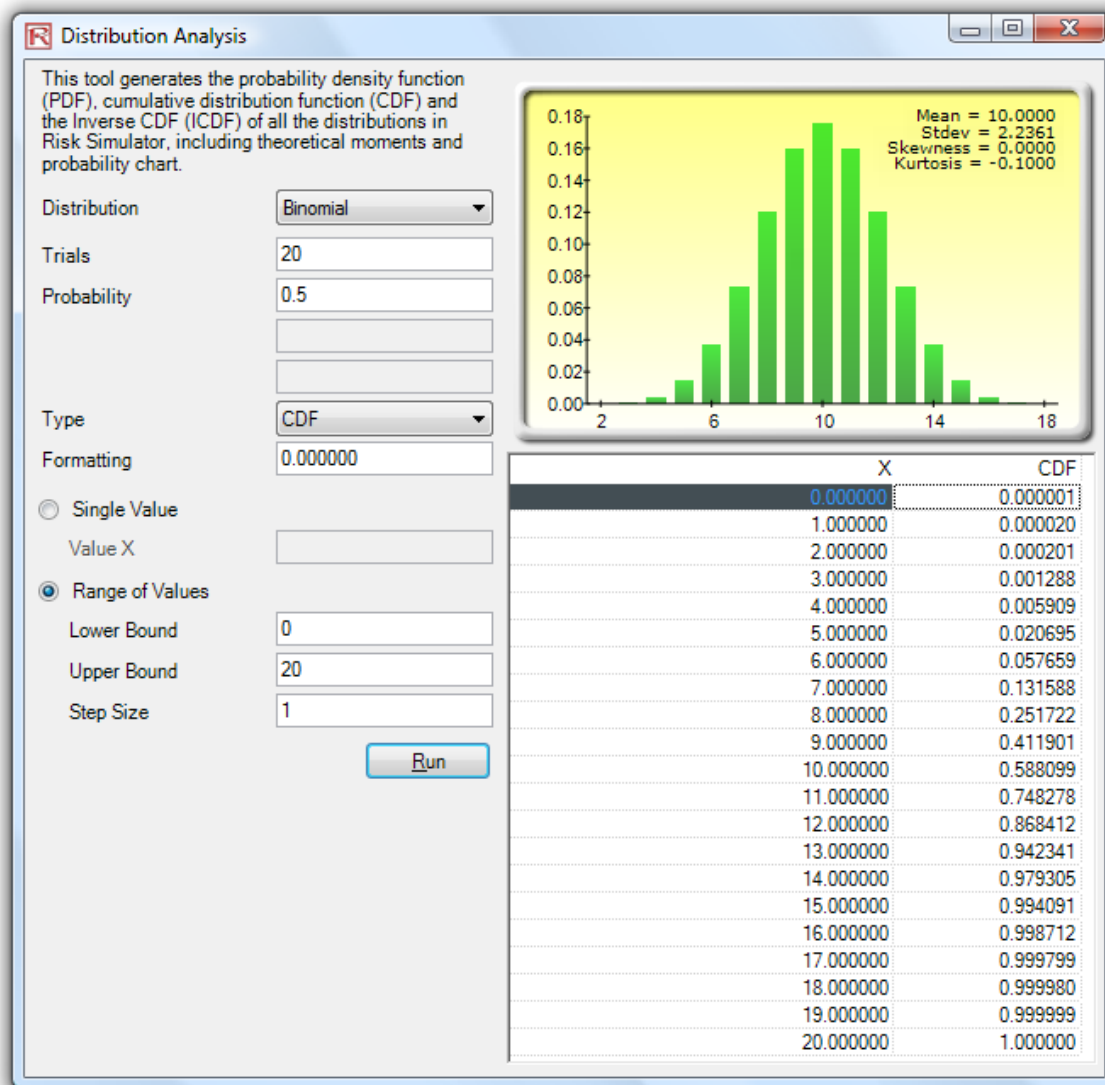 Distribution Analysis
This tool generates the probability density function
(PDF), cumulative distribution function (CDF) and
the Inverse CDF (ICDF) of all the distributions in
Risk Simulator, including theoretical moments and
probability chart.
Distribution Binomial
Trials 20
Probability 0.5
Type CDF
Formatting 0.000000
Single Value
Value X
Range of Values
Lower Bound 0
Upper Bound 20
Step Size 1
Run
Mean = 10.0000
Stdev = 2.2361
Skewness = 0.0000
Kurtosis = -0.1000
0.18
0.16
0.14
0.12
0.10
0.08
0.06
0.04
0.02
0.00
2 6 10 14 18
X CDF
0.000000 0.000001
1.000000 0.000020
2.000000 0.000201
3.000000 0.001288
4.000000 0.005909
5.000000 0.020695
6.000000 0.057659
7.000000 0.131588
8.000000 0.251722
9.000000 0.411901
10.000000 0.588099
11.000000 0.748278
12.000000 0.868412
13.000000 0.942341
14.000000 0.979305
15.000000 0.994091
16.000000 0.998712
17.000000 0.999799
18.000000 0.999980
19.000000 0.999999
20.000000 1.000000